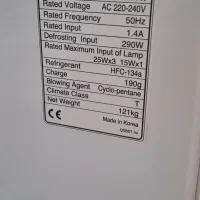 Rated Voltage AC 220-240V
Rated Frequency 50Hz
Rated Input 1.4A
Defrosting Input 290W
Rated Maximum Input of Lamp
25Wx3 15Wx1
Refrigerant HFC-134a
Charge 190g
Blowing Agent Cyclo-pentane
Climate Class T
Net Weight 121kg
CE Made in Korea